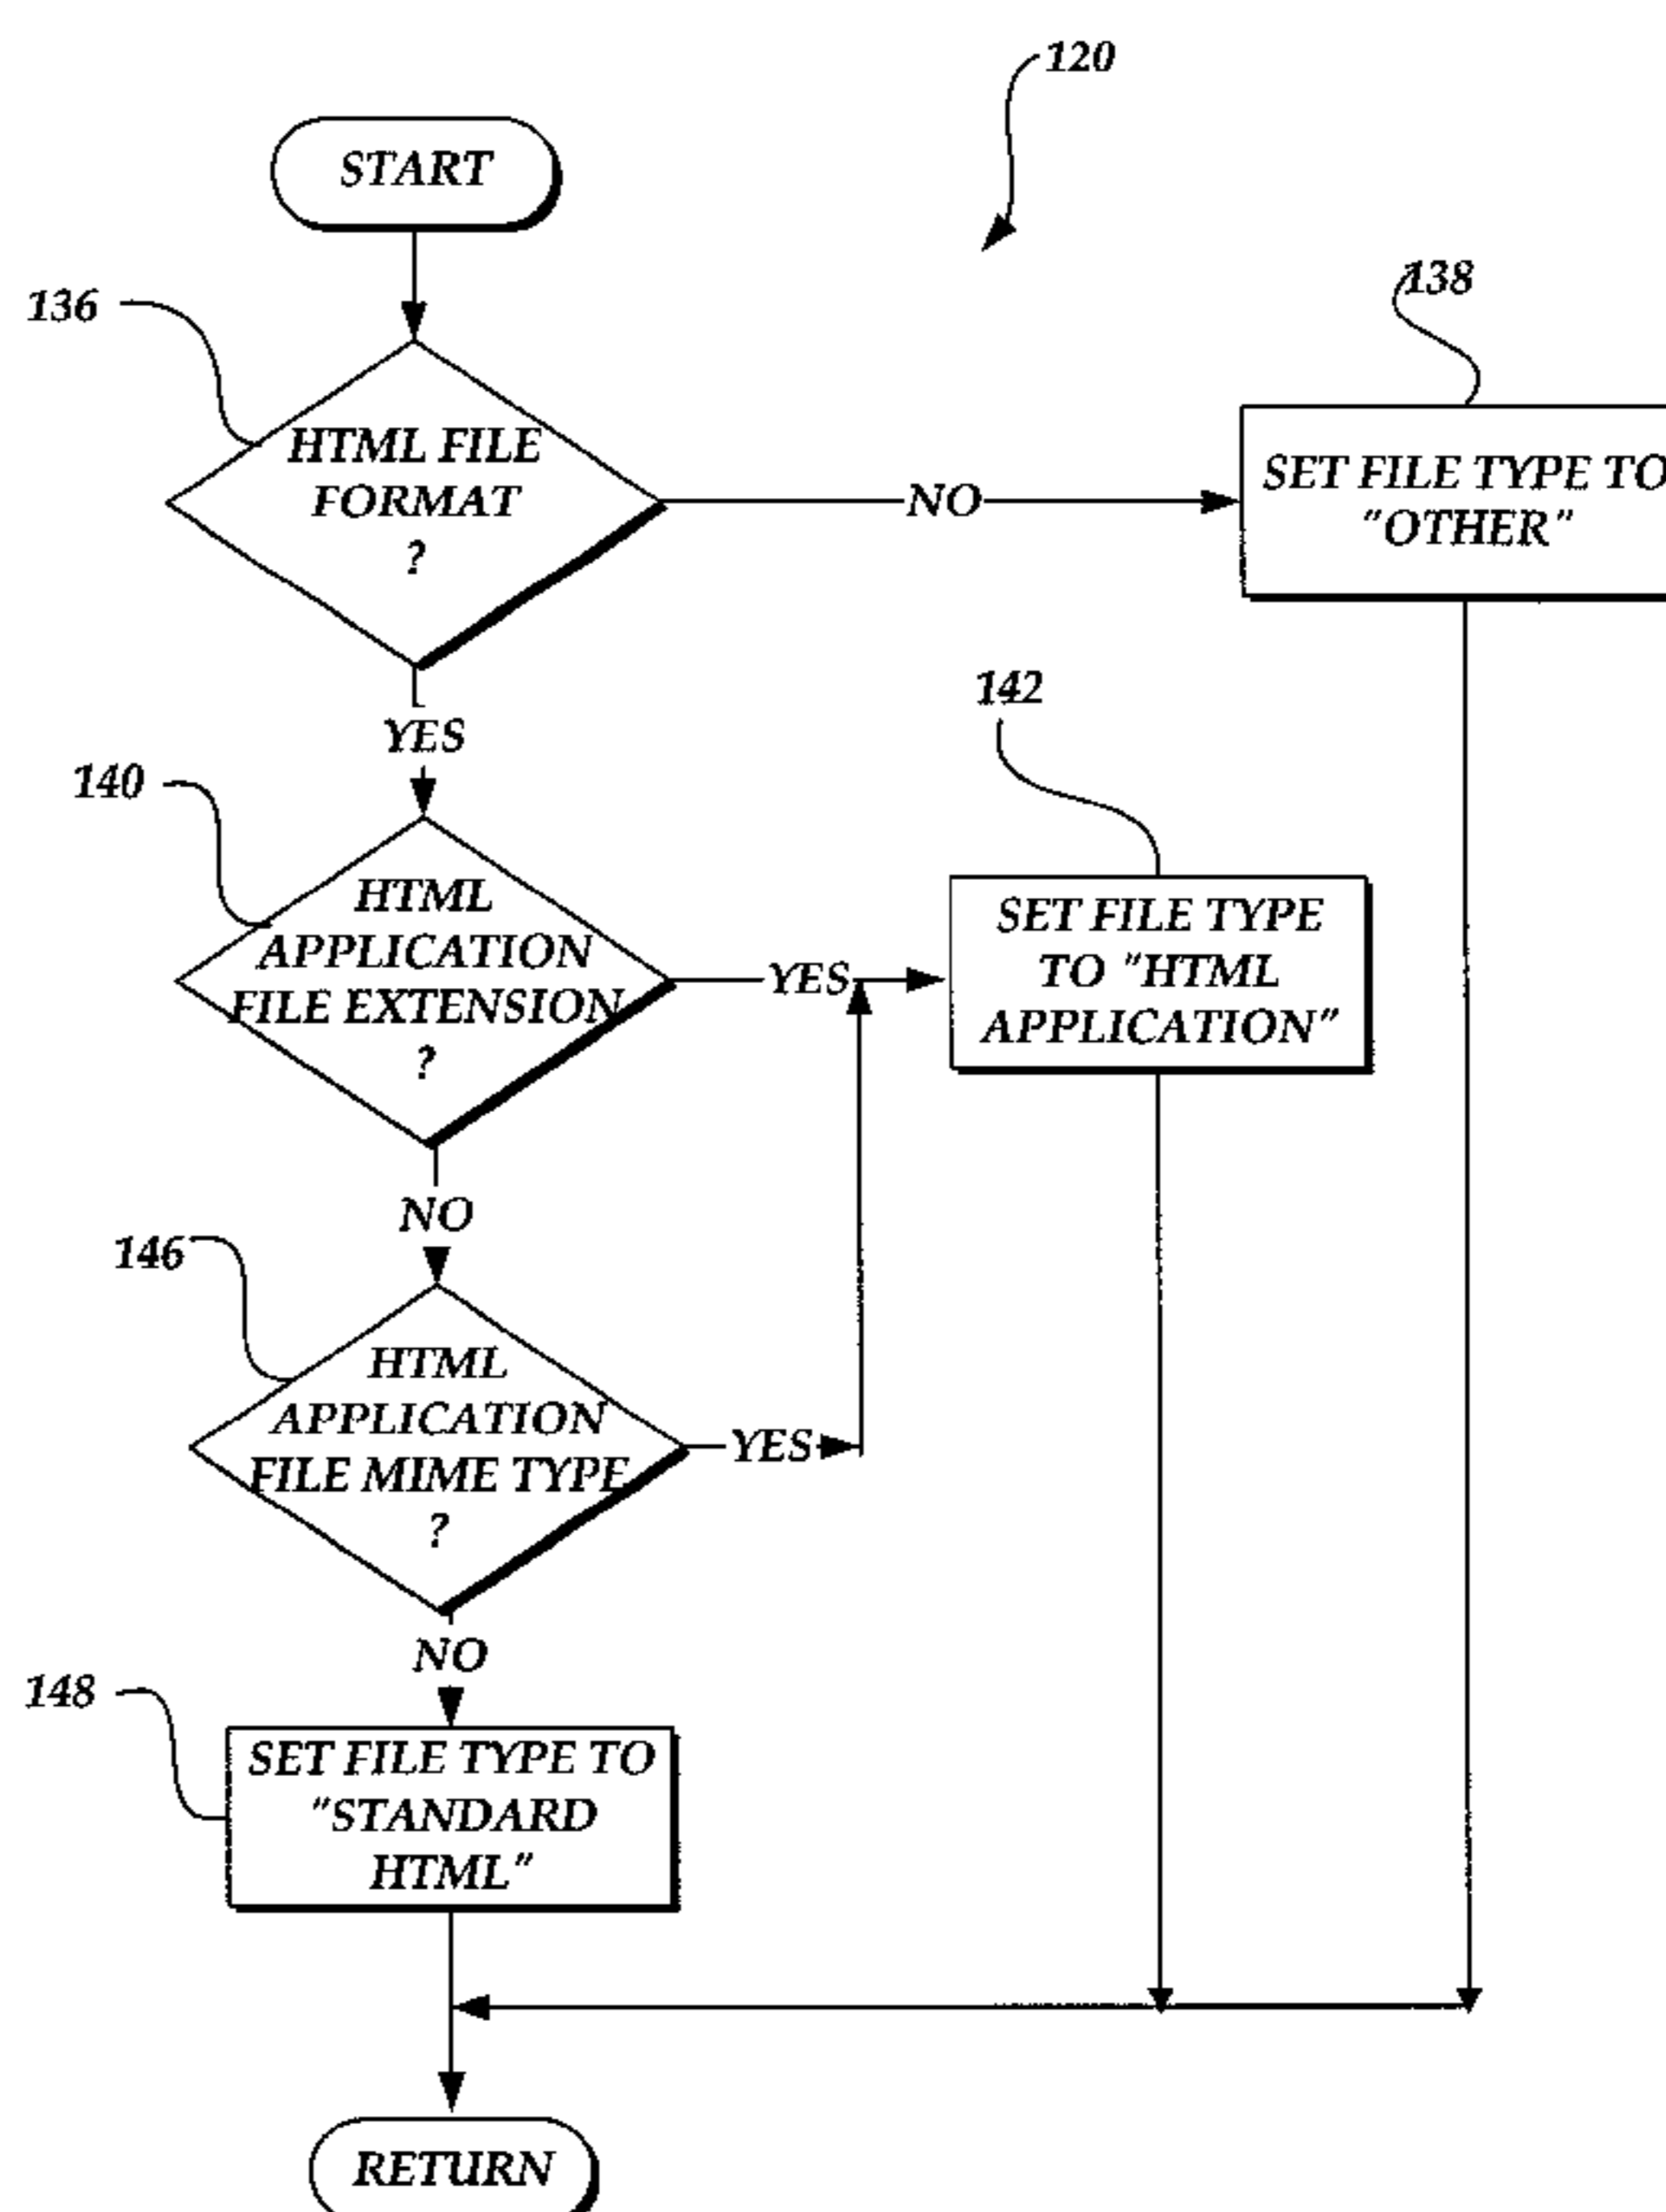 120
START
136
138
HTML FILE
FORMAT
?
NO
SET FILE TYPE TO
"OTHER"
YES
142
140
HTML
APPLICATION
FILE EXTENSION
?
YES
SET FILE TYPE
TO "HTML
APPLICATION"
NO
146
HTML
APPLICATION
FILE MIME TYPE
?
YES
NO
148
SET FILE TYPE TO
"STANDARD
HTML"
RETURN